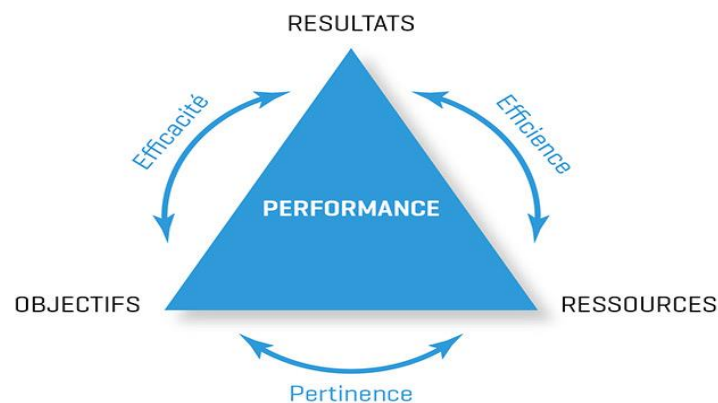 RESULTATS
Efficacité
Efficience
PERFORMANCE
OBJECTIFS
RESSOURCES
Pertinence